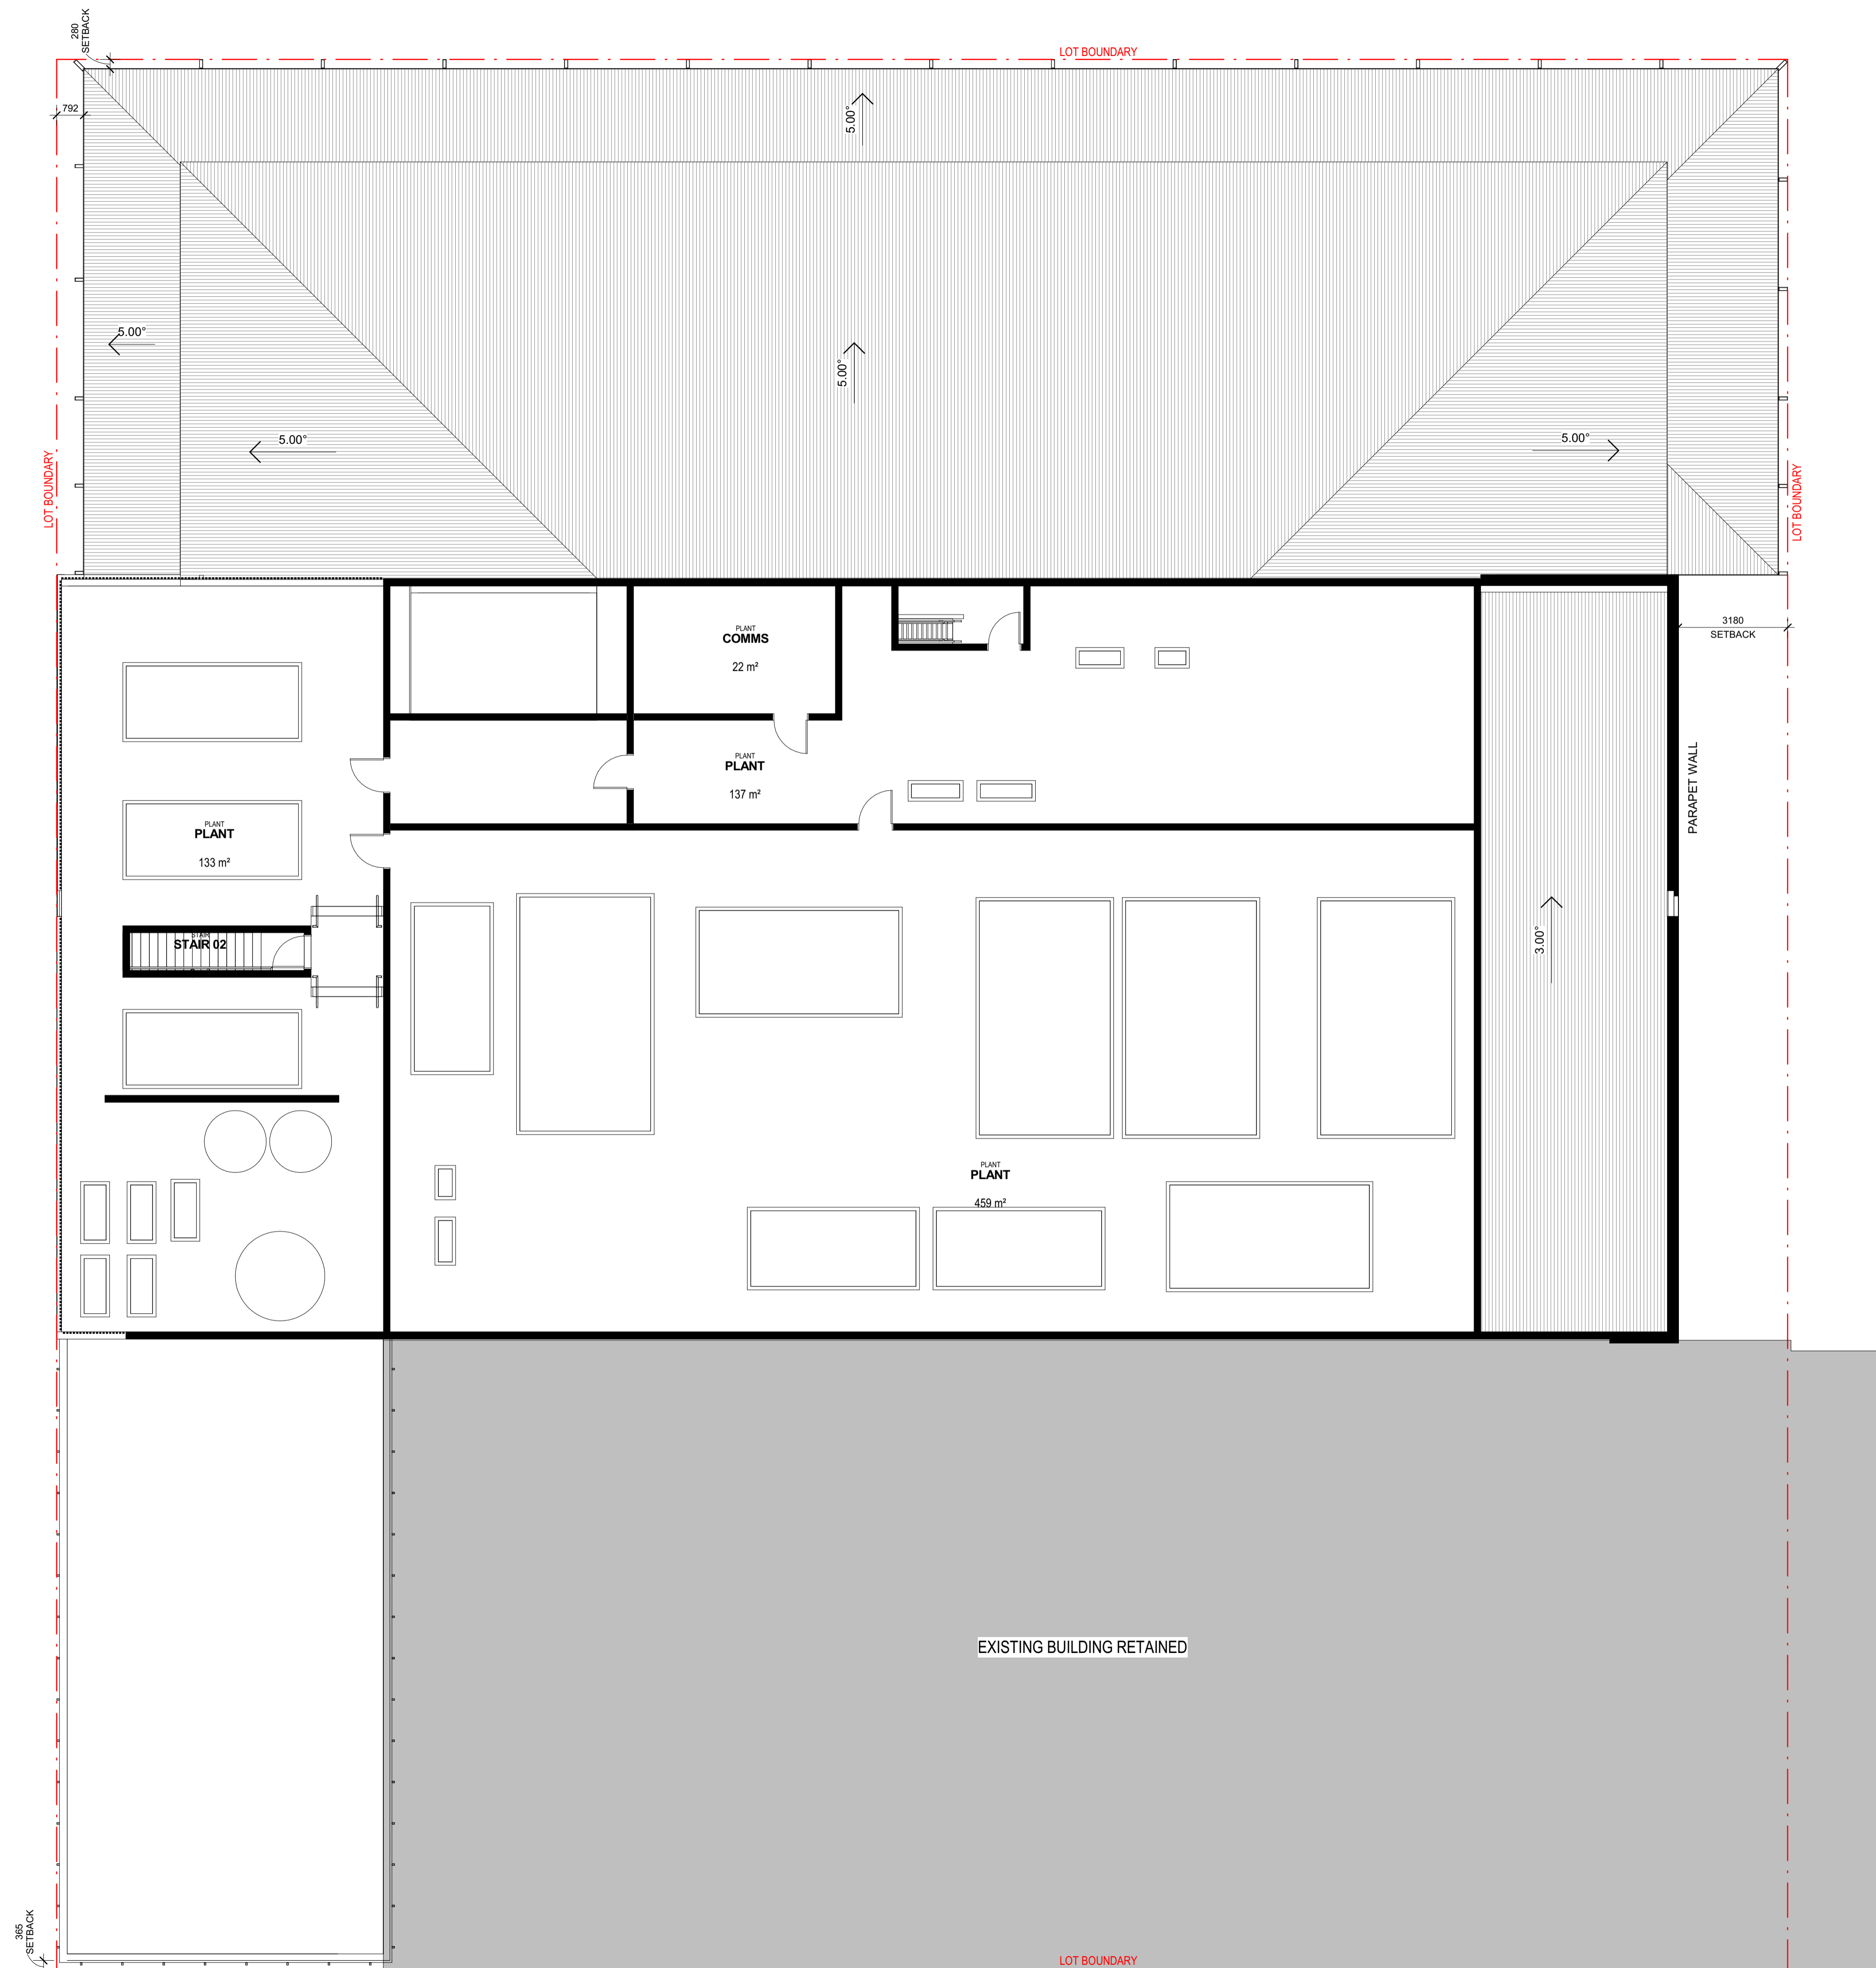 280
SETBACK
LOT BOUNDARY
792
5.00°
5.00°
5.00°
5.00°
5.00°
LOT BOUNDARY
LOT BOUNDARY
PLANT
COMMS
22 m²
3180
SETBACK
PLANT
PLANT
137 m²
PARAPET WALL
PLANT
PLANT
133 m²
STAIR
STAIR 02
3.00°
PLANT
PLANT
459 m²
EXISTING BUILDING RETAINED
365
SETBACK
LOT BOUNDARY